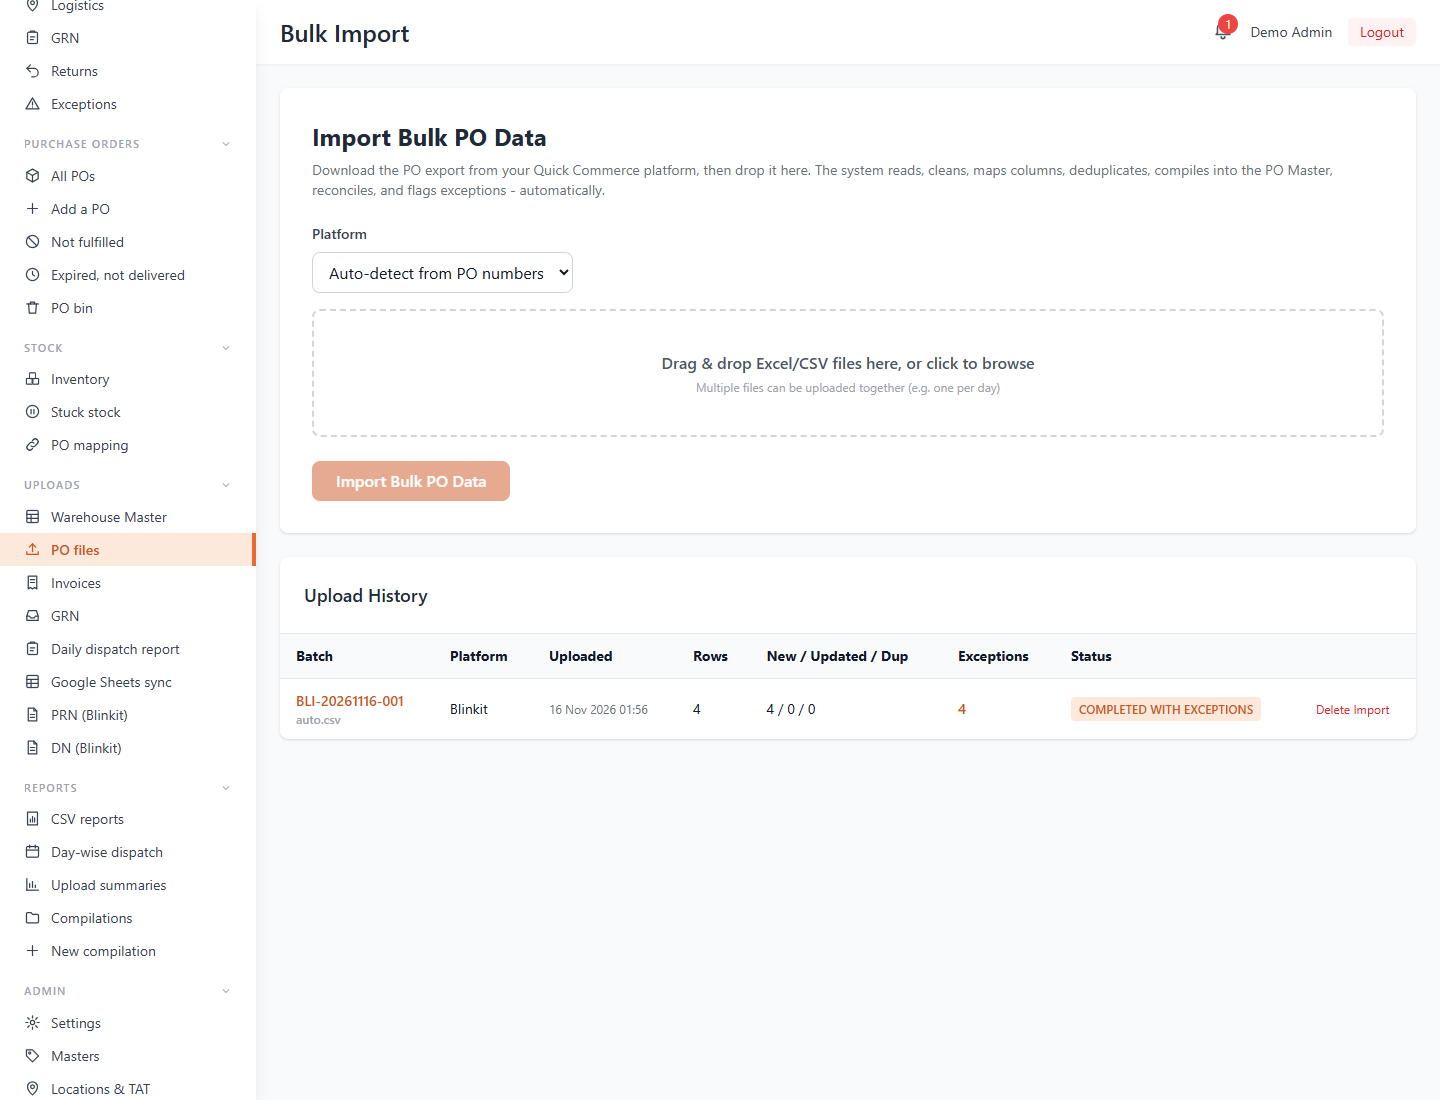 Logistics
GRN
Returns
Exceptions
PURCHASE ORDERS
All POs
Add a PO
Not fulfilled
Expired, not delivered
PO bin
STOCK
Inventory
Stuck stock
PO mapping
UPLOADS
Warehouse Master
PO files
Invoices
GRN
Daily dispatch report
Google Sheets sync
PRN (Blinkit)
DN (Blinkit)
REPORTS
CSV reports
Day-wise dispatch
Upload summaries
Compilations
New compilation
ADMIN
Settings
Masters
Locations & TAT
Bulk Import
1
Demo Admin
Logout
Import Bulk PO Data
Download the PO export from your Quick Commerce platform, then drop it here. The system reads, cleans, maps columns, deduplicates, compiles into the PO Master,
reconciles, and flags exceptions - automatically.
Platform
Auto-detect from PO numbers
Drag & drop Excel/CSV files here, or click to browse
Multiple files can be uploaded together (e.g. one per day)
Import Bulk PO Data
Upload History
Batch Platform Uploaded Rows New / Updated / Dup Exceptions Status
BLI-20261116-001 Blinkit 16 Nov 2026 01:56 4 4 / 0 / 0 4 COMPLETED WITH EXCEPTIONS Delete Import
auto.csv